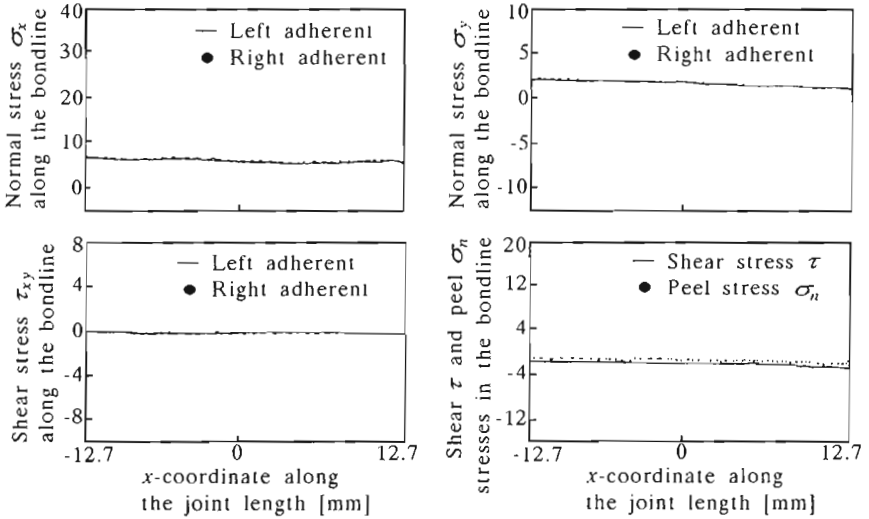 Normal stress σx
along the bondline
40
30
20
10
0
Left adherent
Right adherent
Normal stress σy
along the bondline
10
5
0
-5
-10
Left adherent
Right adherent
Shear stress τxy
along the bondline
8
4
0
-4
-8
Left adherent
Right adherent
-12.7
0
12.7
x-coordinate along
the joint length [mm]
Shear τ and peel σn
stresses in the bondline
20
12
4
-4
-12
Shear stress τ
Peel stress σn
-12.7
0
12.7
x-coordinate along
the joint length [mm]